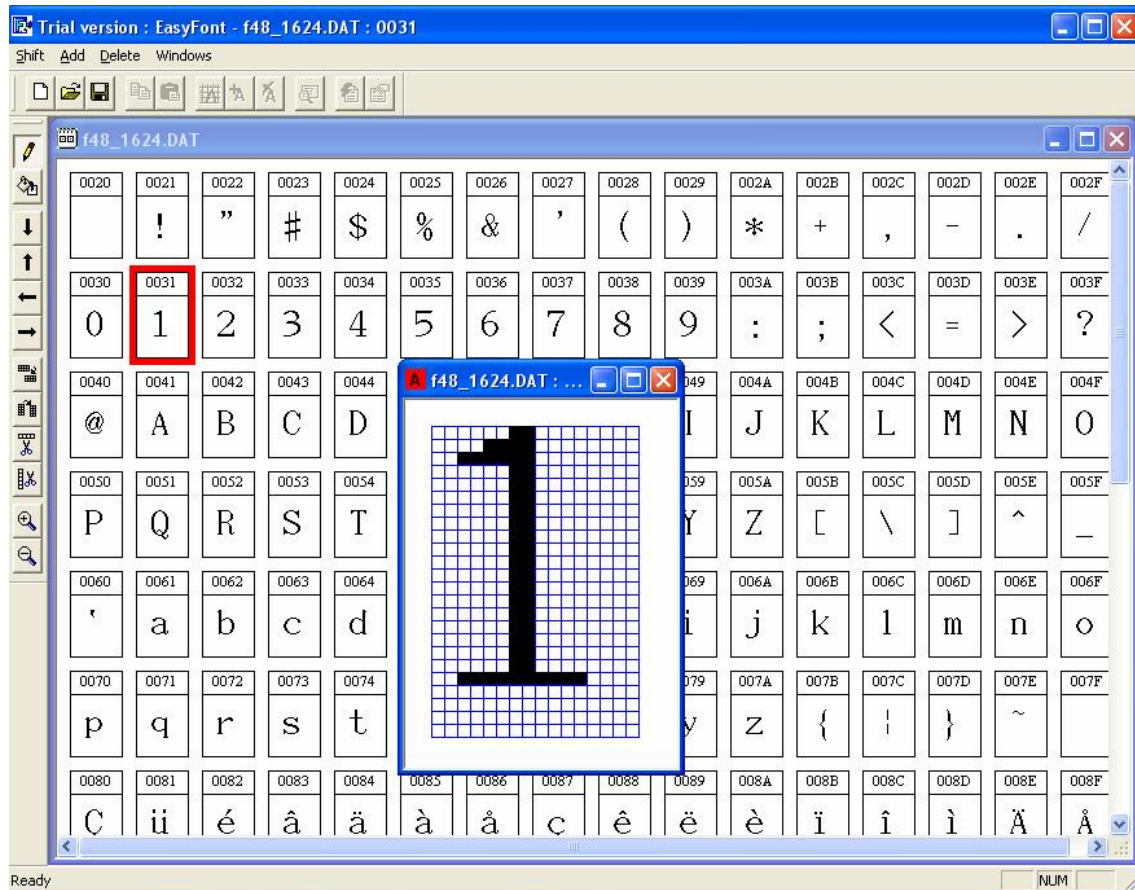 Trial version : EasyFont - f48_1624.DAT : 0031
Shift Add Delete Windows
f48_1624.DAT
0020 0021 0022 0023 0024 0025 0026 0027 0028 0029 002A 002B 002C 002D 002E 002F
! " # $ % & ' ( ) * + , - . /
0030 0031 0032 0033 0034 0035 0036 0037 0038 0039 003A 003B 003C 003D 003E 003F
0 1 2 3 4 5 6 7 8 9 : ; < = > ?
A f48_1624.DAT : ...
0040 0041 0042 0043 0044 049 004A 004B 004C 004D 004E 004F
@ A B C D I J K L M N O
1
0050 0051 0052 0053 0054 059 005A 005B 005C 005D 005E 005F
P Q R S T Y Z [ \ ] ^ _
0060 0061 0062 0063 0064 069 006A 006B 006C 006D 006E 006F
‛ a b c d i j k l m n o
0070 0071 0072 0073 0074 079 007A 007B 007C 007D 007E 007F
p q r s t y z { ¦ } ~
0080 0081 0082 0083 0084 0085 0086 0087 0088 0089 008A 008B 008C 008D 008E 008F
Ç ü é â ä à å ç ê ë è ï î ì Ä Å
Ready NUM